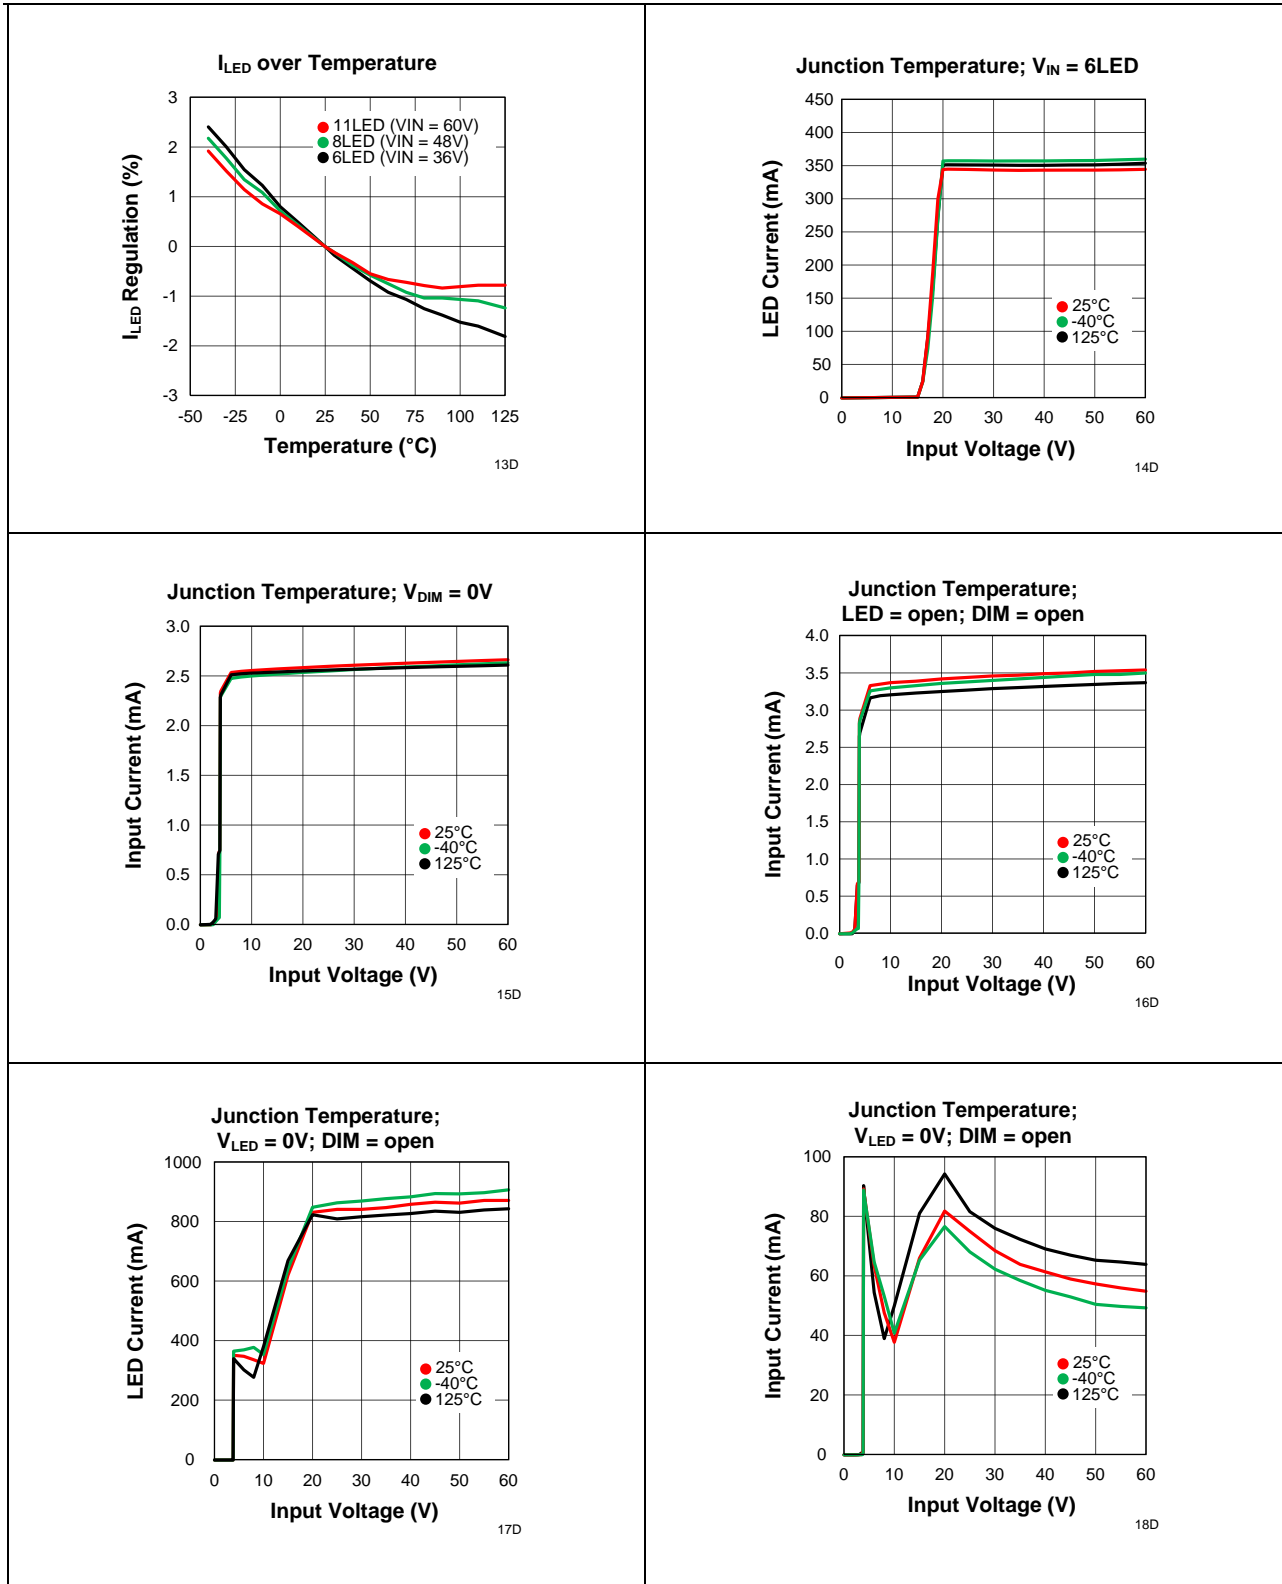 I_LED over Temperature
3
2
1
0
-1
-2
-3
I_LED Regulation (%)
11LED (VIN = 60V)
8LED (VIN = 48V)
6LED (VIN = 36V)
-50 -25 0 25 50 75 100 125
Temperature (°C)
13D
Junction Temperature; V_IN = 6LED
450
400
350
300
250
200
150
100
50
0
LED Current (mA)
25°C
-40°C
125°C
0 10 20 30 40 50 60
Input Voltage (V)
14D
Junction Temperature; V_DIM = 0V
3.0
2.5
2.0
1.5
1.0
0.5
0.0
Input Current (mA)
25°C
-40°C
125°C
0 10 20 30 40 50 60
Input Voltage (V)
15D
Junction Temperature;
LED = open; DIM = open
4.0
3.5
3.0
2.5
2.0
1.5
1.0
0.5
0.0
Input Current (mA)
25°C
-40°C
125°C
0 10 20 30 40 50 60
Input Voltage (V)
16D
Junction Temperature;
V_LED = 0V; DIM = open
1000
800
600
400
200
0
LED Current (mA)
25°C
-40°C
125°C
0 10 20 30 40 50 60
Input Voltage (V)
17D
Junction Temperature;
V_LED = 0V; DIM = open
100
80
60
40
20
0
Input Current (mA)
25°C
-40°C
125°C
0 10 20 30 40 50 60
Input Voltage (V)
18D